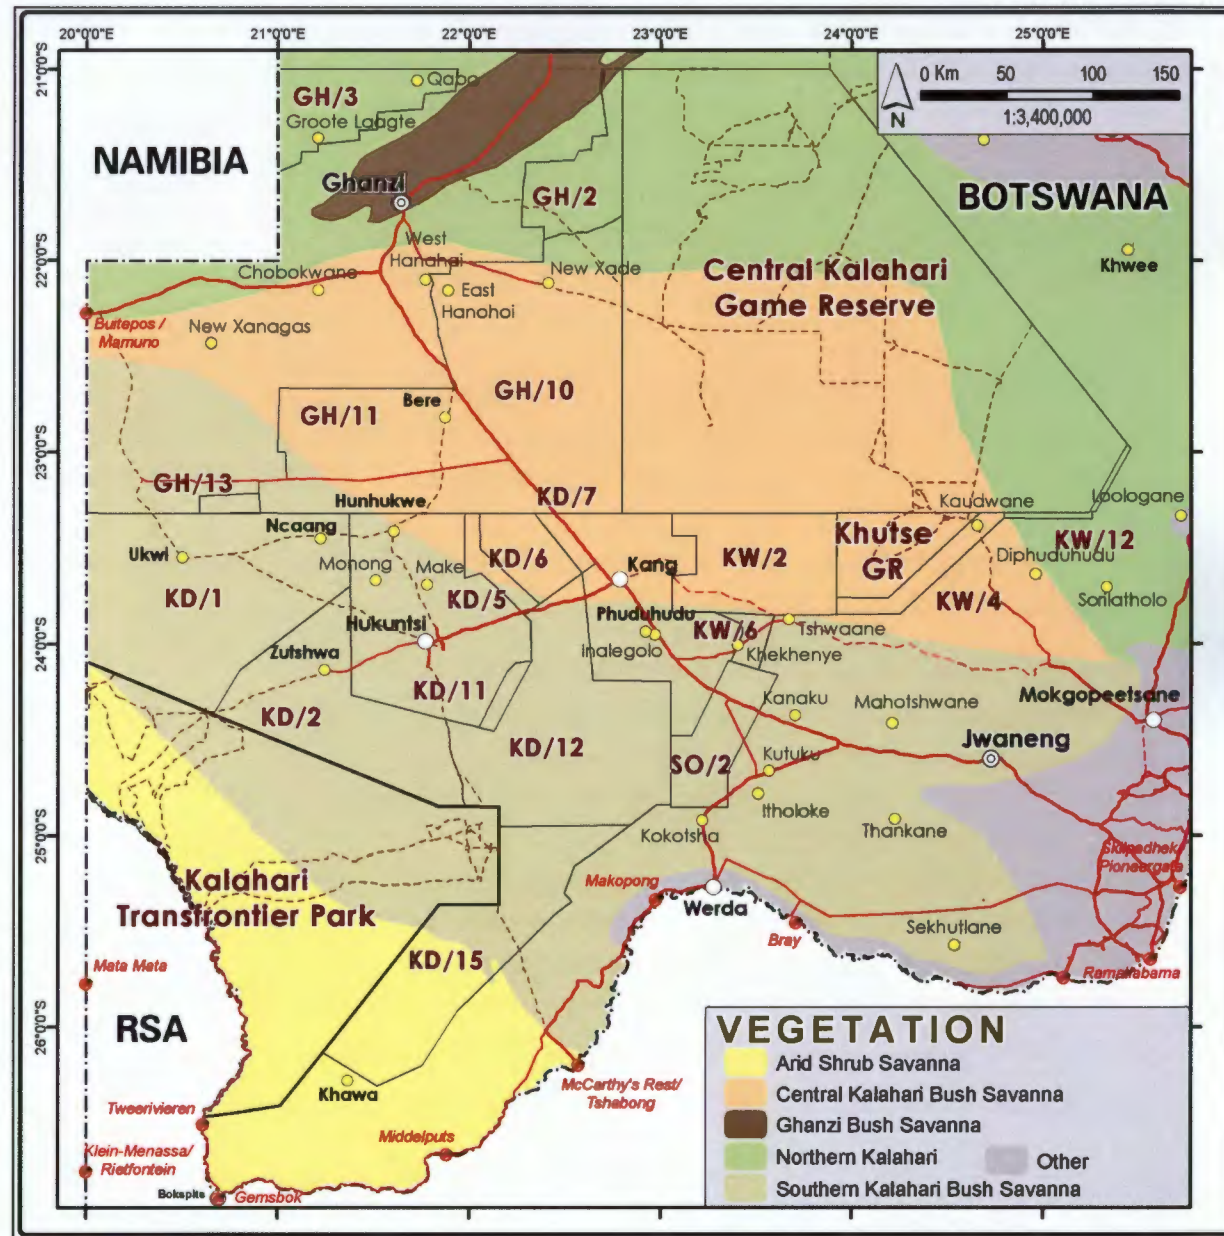 20°0'0"E 21°0'0"E 22°0'0"E 23°0'0"E 24°0'0"E 25°0'0"E
21°0'0"S
22°0'0"S
23°0'0"S
24°0'0"S
25°0'0"S
26°0'0"S
0 Km 50 100 150
1:3,400,000
N
NAMIBIA
BOTSWANA
RSA
GH/3
Qabo
Groote Laagte
Ghanzi
GH/2
West
Hanahai
New Xade
East
Hanohoi
Chobokwane
Central Kalahari
Game Reserve
Khwee
Buitepos /
Mamuno
New Xanagas
GH/10
GH/11
Bere
GH/13
KD/7
Hunhukwe
Kaudwane
Loologane
Ncaang
Ukwi
Monong
Make
KD/6
Kang
KW/2
Khutse
GR
KW/12
Diphuduhudu
Sorilatholo
KD/1
KD/5
KW/4
Hukuntsi
Phuduhudu
KW/6
Tshwaane
Inalegolo
Khekhenye
Zutshwa
KD/11
KD/2
KD/12
Kanaku
Mahotshwane
Mokgopeetsane
Jwaneng
SO/2
Kutuku
Itholoke
Kokotsha
Thankane
Skilpadhek/
Pioneergate
Kalahari
Transfrontier Park
Makopong
Werda
Bray
Sekhutlane
Ramatlabama
KD/15
Mata Mata
Khawa
McCarthy's Rest/
Tshabong
Tweerivieren
Middelputs
Klein-Menassa/
Rietfontein
Bokspits
Gemsbok
VEGETATION
Arid Shrub Savanna
Central Kalahari Bush Savanna
Ghanzi Bush Savanna
Northern Kalahari Other
Southern Kalahari Bush Savanna